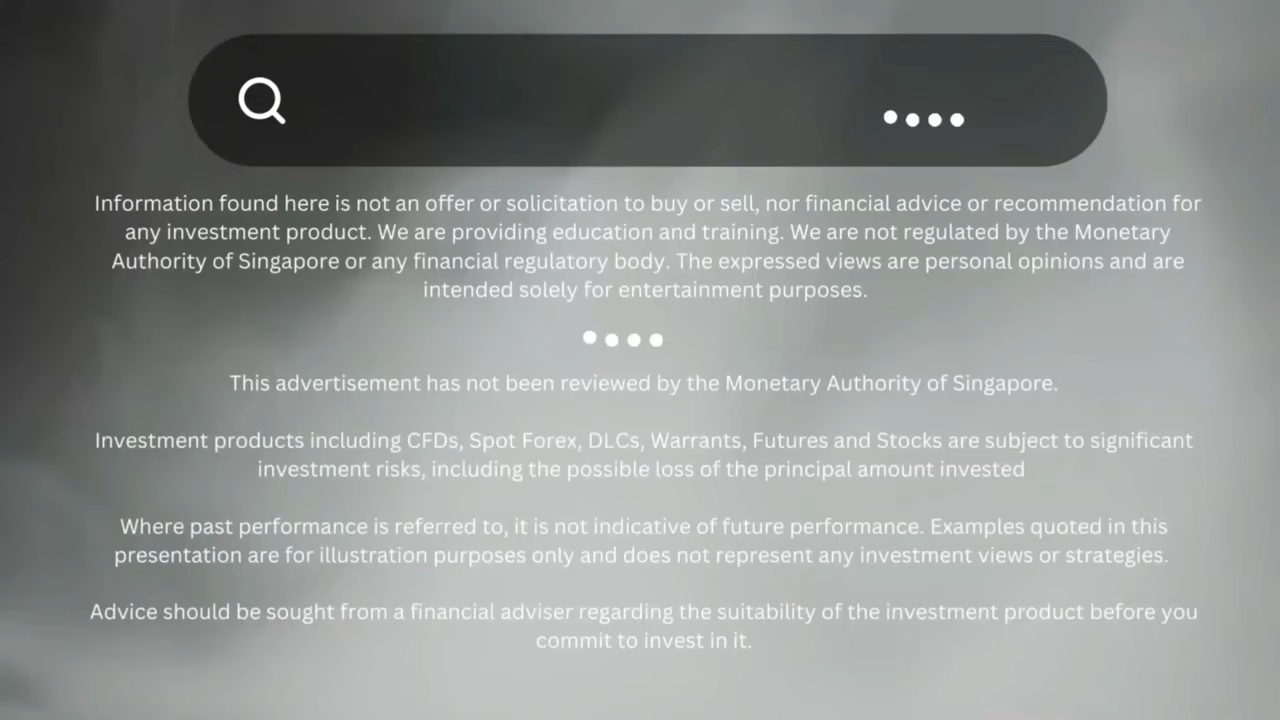 Information found here is not an offer or solicitation to buy or sell, nor financial advice or recommendation for
any investment product. We are providing education and training. We are not regulated by the Monetary
Authority of Singapore or any financial regulatory body. The expressed views are personal opinions and are
intended solely for entertainment purposes.
This advertisement has not been reviewed by the Monetary Authority of Singapore.
Investment products including CFDs, Spot Forex, DLCs, Warrants, Futures and Stocks are subject to significant
investment risks, including the possible loss of the principal amount invested
Where past performance is referred to, it is not indicative of future performance. Examples quoted in this
presentation are for illustration purposes only and does not represent any investment views or strategies.
Advice should be sought from a financial adviser regarding the suitability of the investment product before you
commit to invest in it.